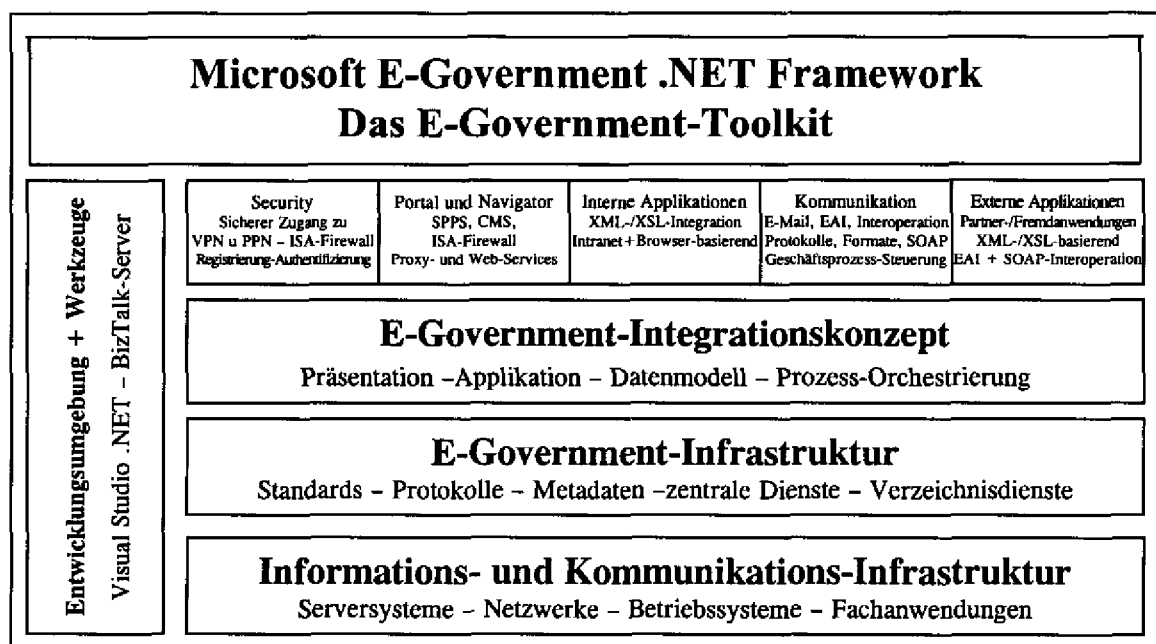 Microsoft E-Government .NET Framework
Das E-Government-Toolkit
Entwicklungsumgebung + Werkzeuge
Visual Studio .NET – BizTalk-Server
Security
Sicherer Zugang zu
VPN u PPN – ISA-Firewall
Registrierung-Authentifizierung
Portal und Navigator
SPPS, CMS,
ISA-Firewall
Proxy- und Web-Services
Interne Applikationen
XML-/XSL-Integration
Intranet+Browser-basierend
Kommunikation
E-Mail, EAI, Interoperation
Protokolle, Formate, SOAP
Geschäftsprozess-Steuerung
Externe Applikationen
Partner-/Fremdanwendungen
XML-/XSL-basierend
EAI + SOAP-Interoperation
E-Government-Integrationskonzept
Präsentation –Applikation – Datenmodell – Prozess-Orchestrierung
E-Government-Infrastruktur
Standards – Protokolle – Metadaten –zentrale Dienste – Verzeichnisdienste
Informations- und Kommunikations-Infrastruktur
Serversysteme – Netzwerke – Betriebssysteme – Fachanwendungen